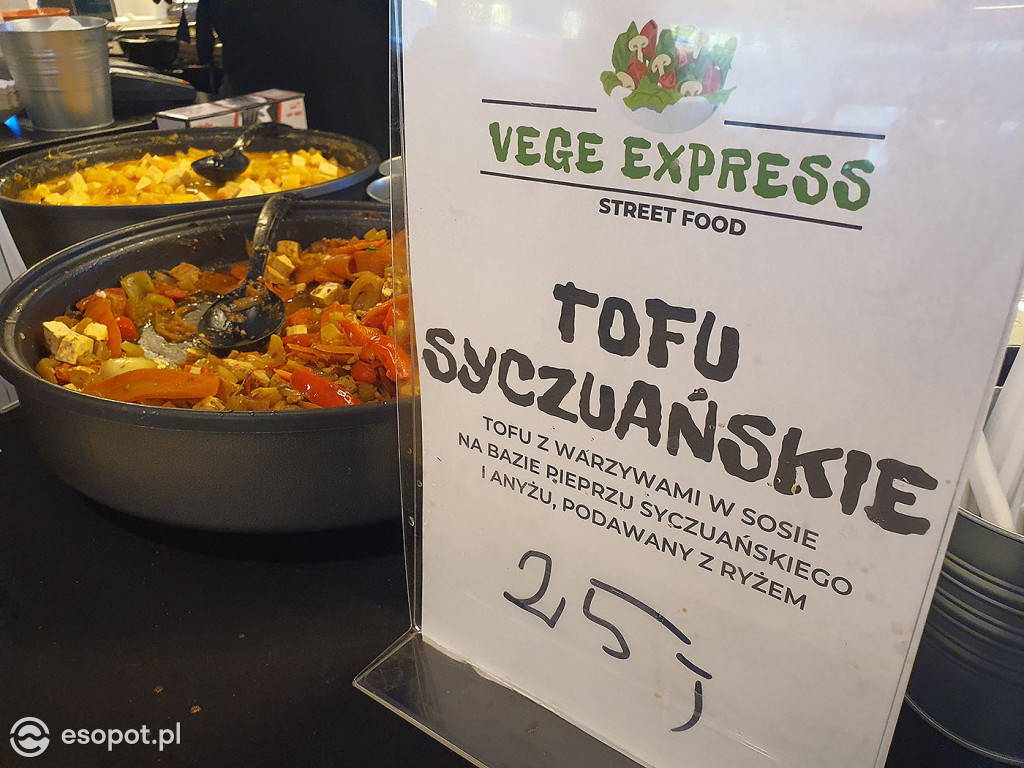 VEGE EXPRESS
STREET FOOD
TOFU
SYCZUAŃSKIE
TOFU Z WARZYWAMI W SOSIE
NA BAZIE PIEPRZU SYCZUAŃSKIEGO
I ANYŻU, PODAWANY Z RYŻEM
25,-
esopot.pl